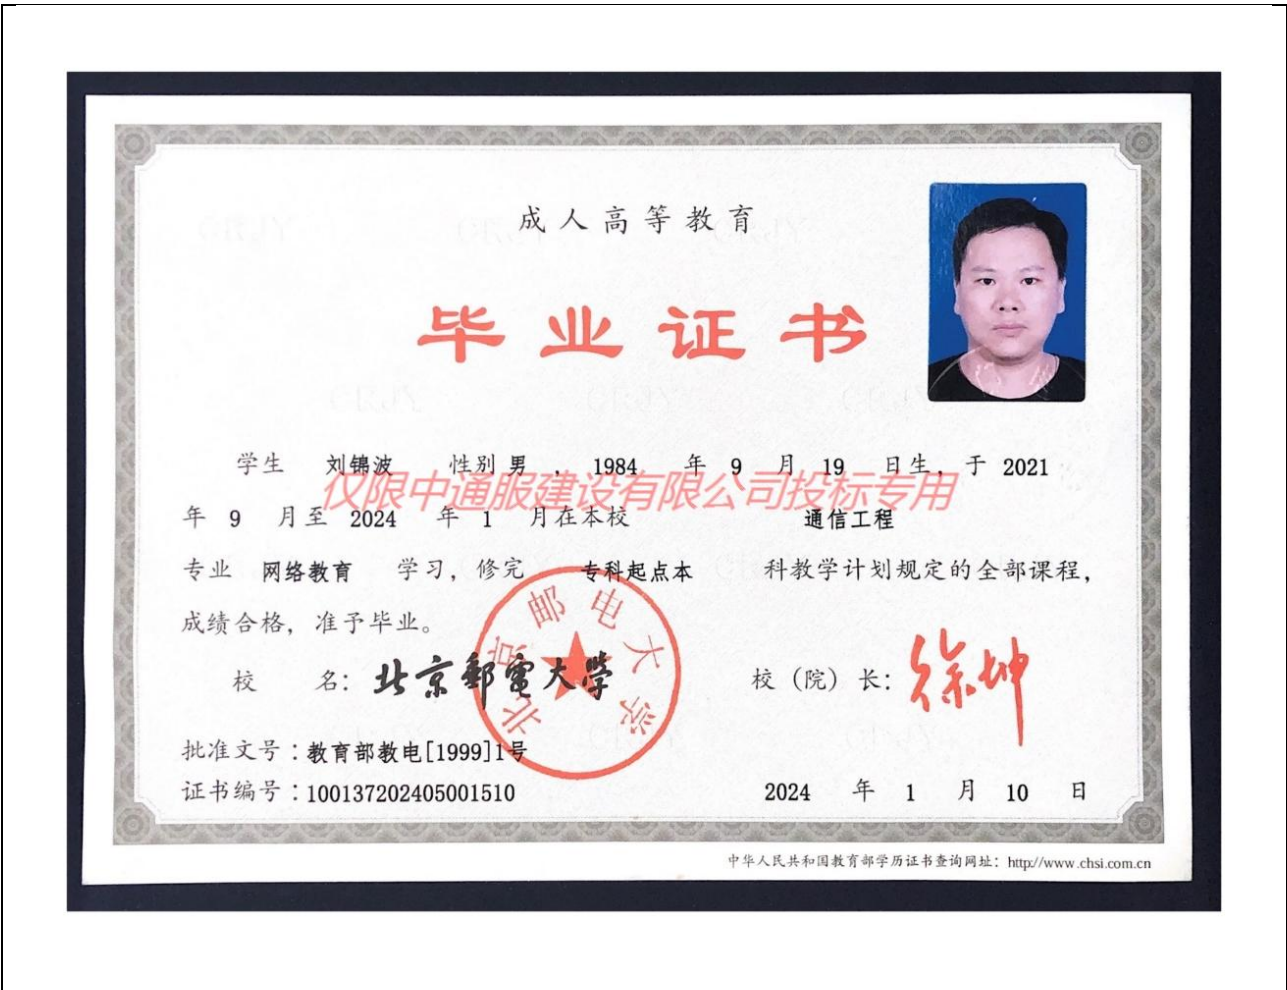 成人高等教育
毕业证书
学生 刘锦波 性别 男 , 1984 年 9 月 19 日生, 于 2021
仅限中通服建设有限公司投标专用
年 9 月至 2024 年 1 月在本校 通信工程
专业 网络教育 学习, 修完 专科起点本 科教学计划规定的全部课程,
成绩合格, 准予毕业。
北京邮电大学
校 名: 北京郵電大學 校（院）长: 徐坤
批准文号：教育部教电[1999]1号
证书编号：100137202405001510 2024 年 1 月 10 日
中华人民共和国教育部学历证书查询网址: http://www.chsi.com.cn